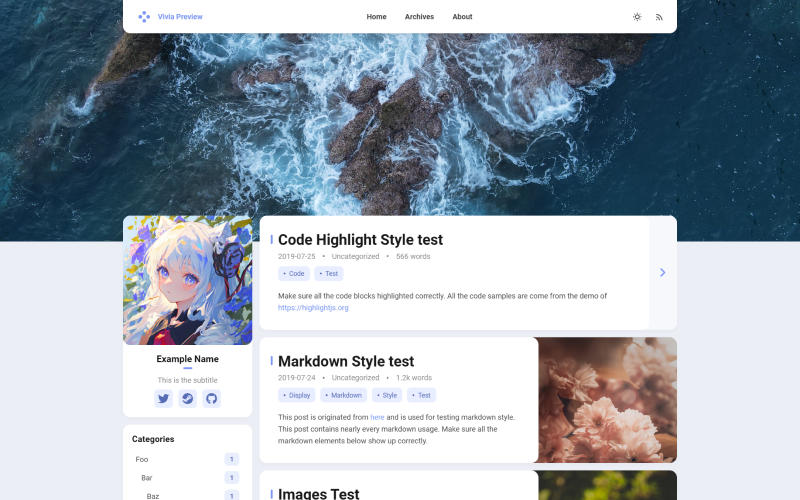 Vivia Preview
Home Archives About
Code Highlight Style test
2019-07-25 • Uncategorized • 566 words
• Code • Test
Make sure all the code blocks highlighted correctly. All the code samples are come from the demo of
https://highlightjs.org
Example Name
This is the subtitle
Categories
Foo 1
Bar 1
Baz 1
Markdown Style test
2019-07-24 • Uncategorized • 1.2k words
• Display • Markdown • Style • Test
This post is originated from here and is used for testing markdown style.
This post contains nearly every markdown usage. Make sure all the
markdown elements below show up correctly.
Images Test